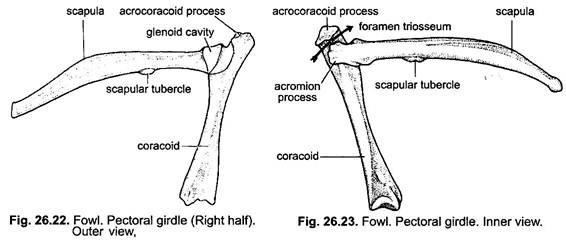 scapula
acrocoracoid process
glenoid cavity
scapular tubercle
coracoid
Fig. 26.22. Fowl. Pectoral girdle (Right half).
Outer view,
acrocoracoid process
foramen triosseum
scapula
acromion
process
scapular tubercle
coracoid
Fig. 26.23. Fowl. Pectoral girdle. Inner view.